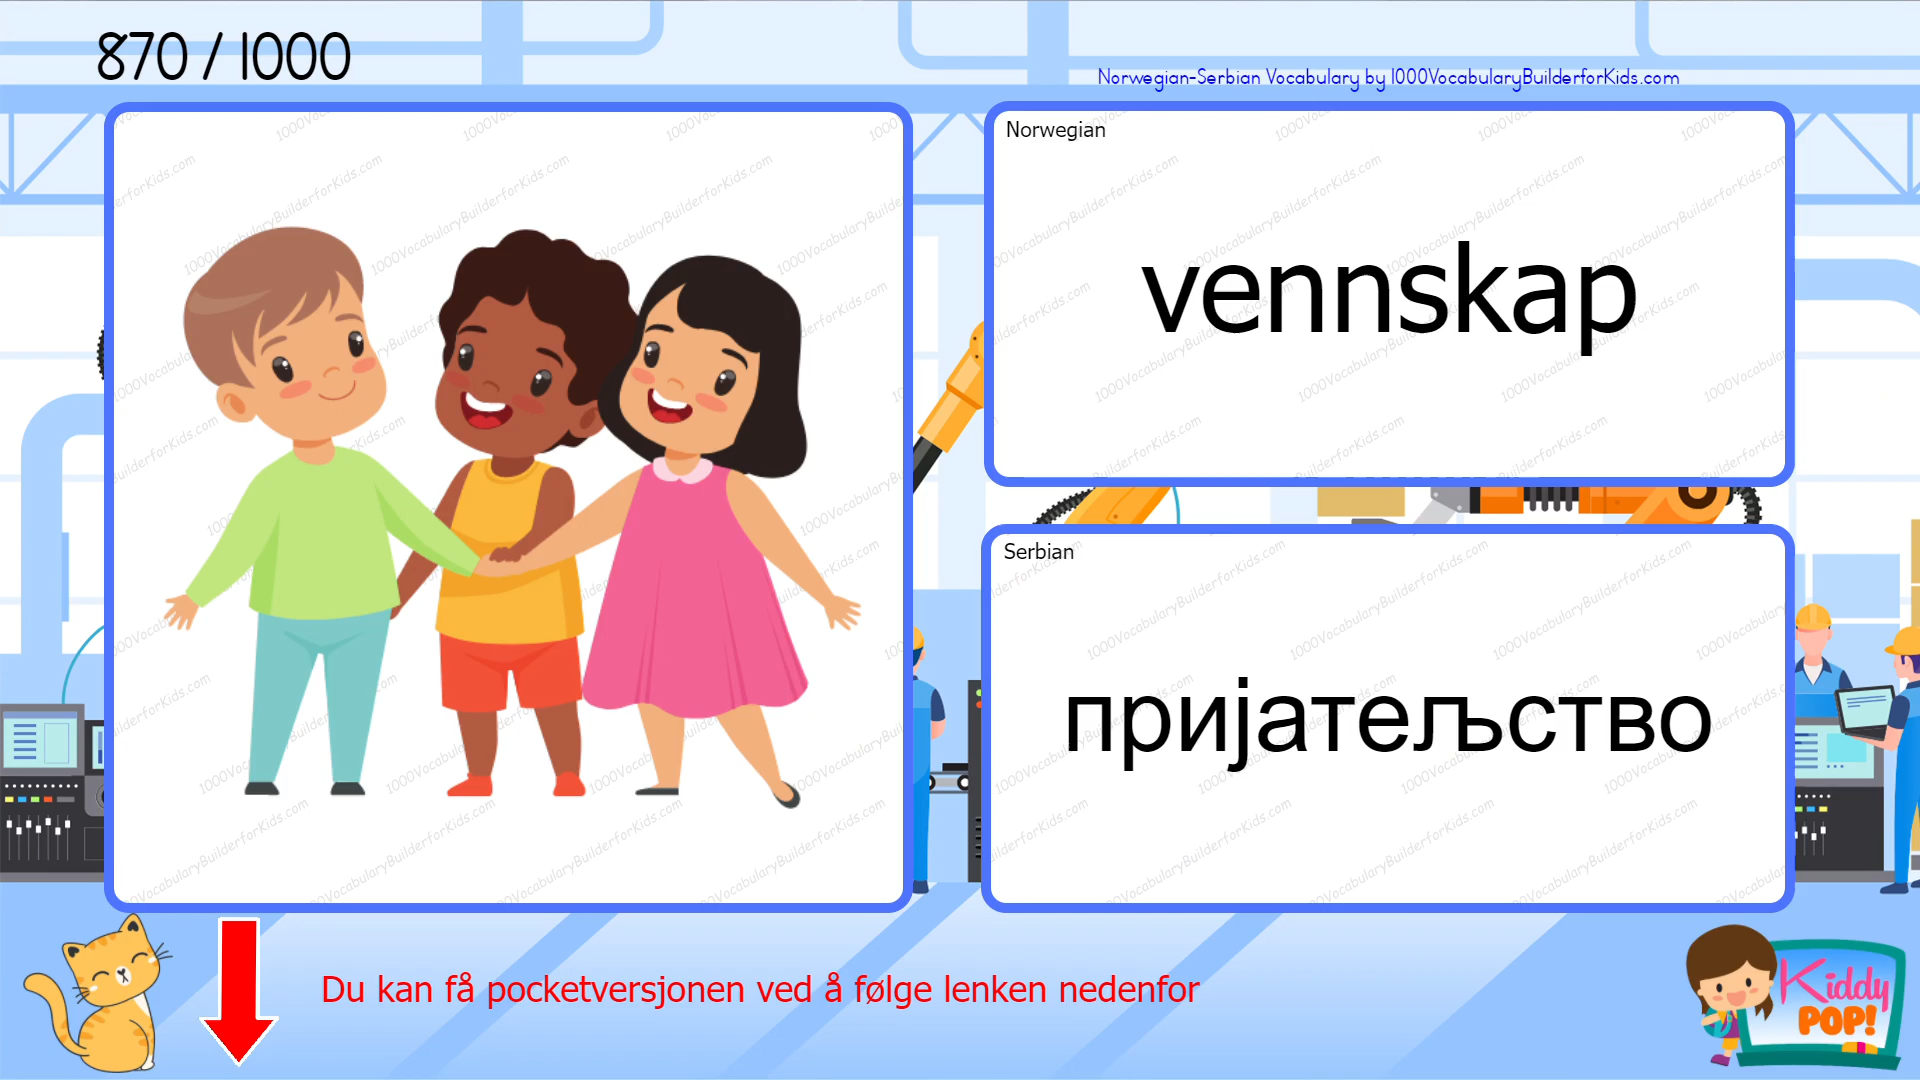 870 / 1000
Norwegian-Serbian Vocabulary by 1000VocabularyBuilderforKids.com
Norwegian
vennskap
Serbian
пријатељство
Du kan få pocketversjonen ved å følge lenken nedenfor
Kiddy
POP!